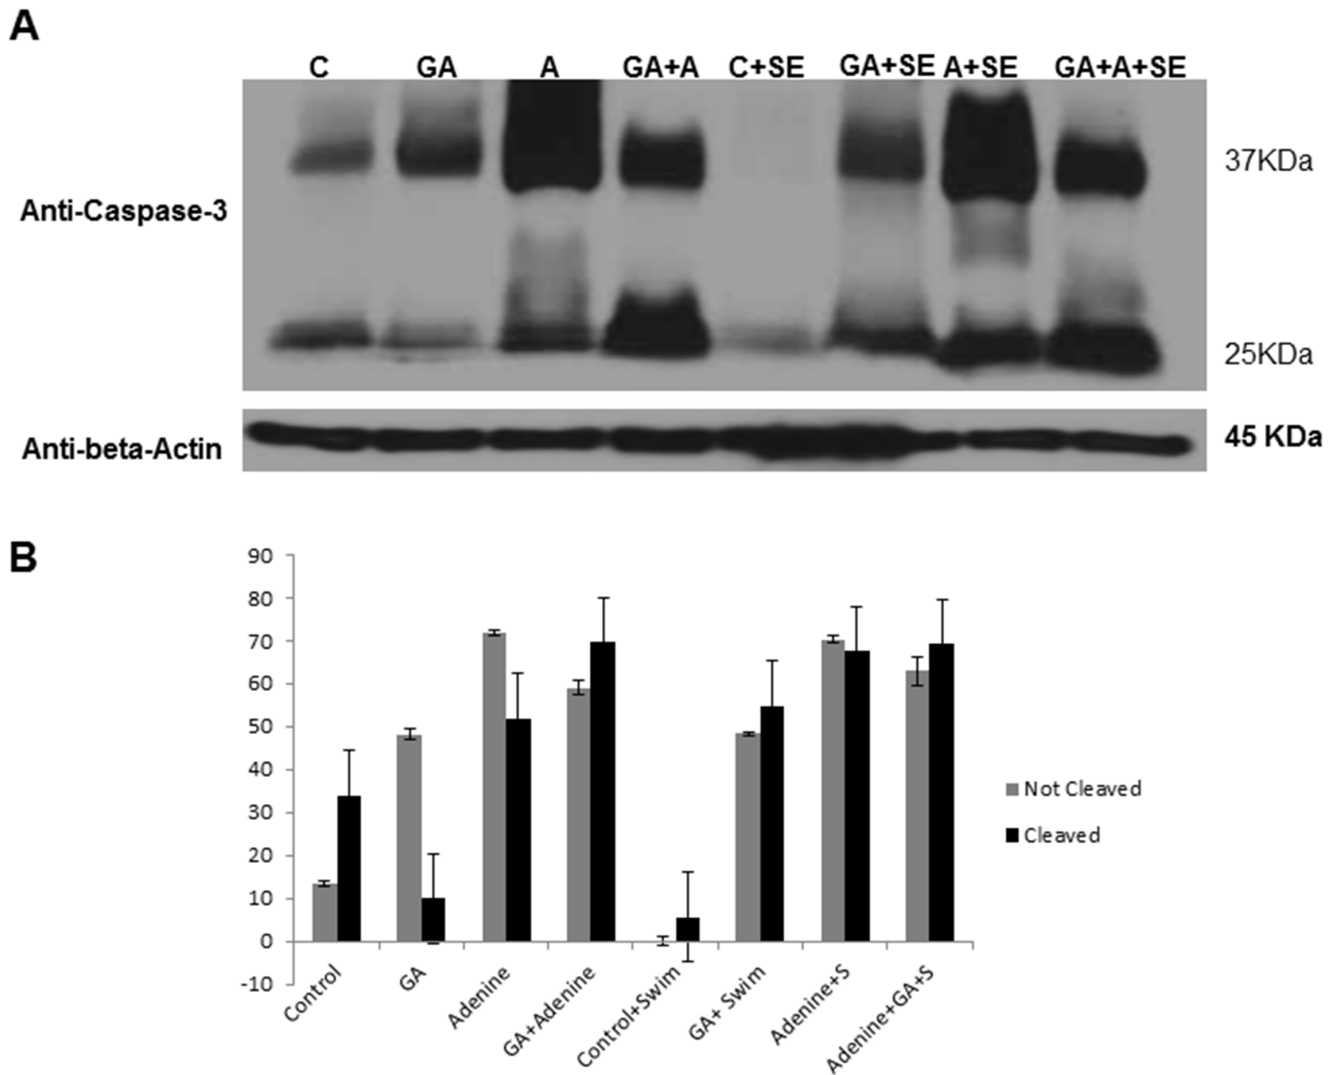 A
C GA A GA+A C+SE GA+SE A+SE GA+A+SE
37KDa
Anti-Caspase-3
25KDa
Anti-beta-Actin
45 KDa
B
90
80
70
60
50
40
30
20
10
0
-10
Not Cleaved
Cleaved
Control
GA
Adenine
GA+Adenine
Control+Swim
GA+ Swim
Adenine+S
Adenine+GA+S